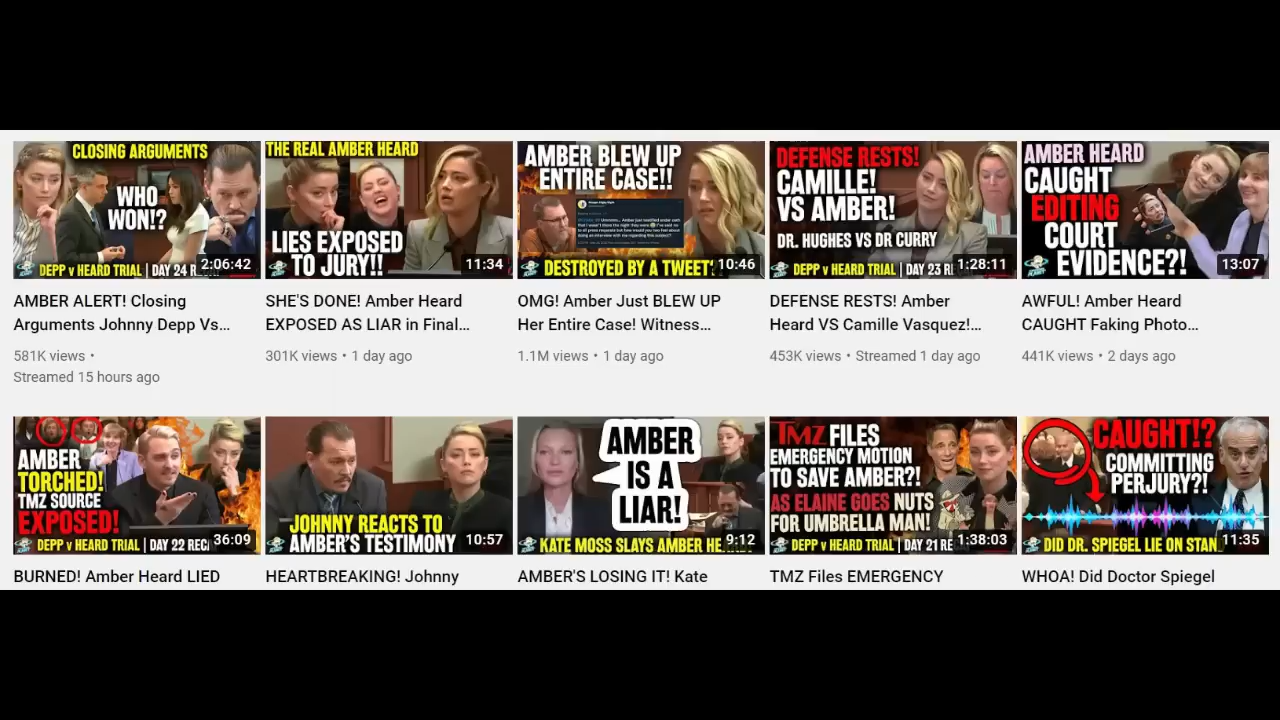 CLOSING ARGUMENTS
WHO
WON!?
DEPP v HEARD TRIAL | DAY 24 R
2:06:42
AMBER ALERT! Closing
Arguments Johnny Depp Vs...
581K views •
Streamed 15 hours ago
THE REAL AMBER HEARD
LIES EXPOSED
TO JURY!!
11:34
SHE'S DONE! Amber Heard
EXPOSED AS LIAR in Final...
301K views • 1 day ago
AMBER BLEW UP
ENTIRE CASE!!
DESTROYED BY A TWEET?
10:46
OMG! Amber Just BLEW UP
Her Entire Case! Witness...
1.1M views • 1 day ago
DEFENSE RESTS!
CAMILLE!
VS AMBER!
DR. HUGHES VS DR CURRY
DEPP v HEARD TRIAL | DAY 23 R
1:28:11
DEFENSE RESTS! Amber
Heard VS Camille Vasquez!...
453K views • Streamed 1 day ago
AMBER HEARD
CAUGHT
EDITING
COURT
EVIDENCE?!
13:07
AWFUL! Amber Heard
CAUGHT Faking Photo...
441K views • 2 days ago
AMBER
TORCHED!
TMZ SOURCE
EXPOSED!
DEPP v HEARD TRIAL | DAY 22 REC
36:09
BURNED! Amber Heard LIED
JOHNNY REACTS TO
AMBER'S TESTIMONY
10:57
HEARTBREAKING! Johnny
AMBER
IS A
LIAR!
KATE MOSS SLAYS AMBER HE
9:12
AMBER'S LOSING IT! Kate
TMZ FILES
EMERGENCY MOTION
TO SAVE AMBER?!
AS ELAINE GOES NUTS
FOR UMBRELLA MAN!
DEPP v HEARD TRIAL | DAY 21 RE
1:38:03
TMZ Files EMERGENCY
CAUGHT!?
COMMITTING
PERJURY?!
DID DR. SPIEGEL LIE ON STAN
11:35
WHOA! Did Doctor Spiegel